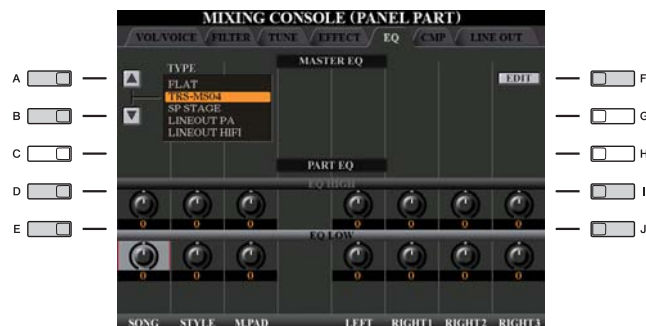 MIXING CONSOLE (PANEL PART)
VOL/VOICE FILTER TUNE EFFECT EQ CMP LINE OUT
MASTER EQ
TYPE
FLAT
TRS-MS04
SP STAGE
LINEOUT PA
LINEOUT HIFI
EDIT
A
B
C
D
E
F
G
H
I
J
PART EQ
EQ HIGH
0 0 0 0 0 0 0
EQ LOW
0 0 0 0 0 0 0
SONG STYLE M.PAD LEFT RIGHT1 RIGHT2 RIGHT3